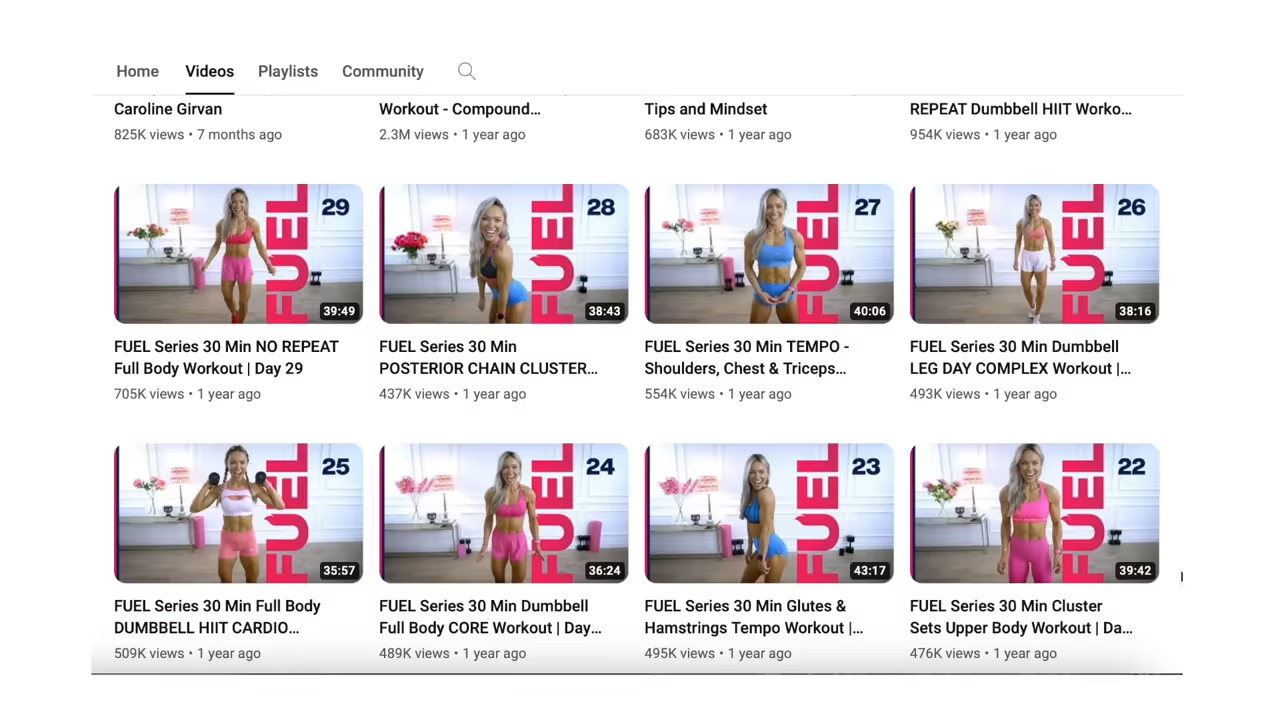 Home Videos Playlists Community
Caroline Girvan
825K views • 7 months ago
Workout - Compound…
2.3M views • 1 year ago
Tips and Mindset
683K views • 1 year ago
REPEAT Dumbbell HIIT Worko…
954K views • 1 year ago
FUEL
29
39:49
FUEL Series 30 Min NO REPEAT
Full Body Workout | Day 29
705K views • 1 year ago
FUEL
28
38:43
FUEL Series 30 Min
POSTERIOR CHAIN CLUSTER…
437K views • 1 year ago
FUEL
27
40:06
FUEL Series 30 Min TEMPO -
Shoulders, Chest & Triceps…
554K views • 1 year ago
FUEL
26
38:16
FUEL Series 30 Min Dumbbell
LEG DAY COMPLEX Workout |…
493K views • 1 year ago
FUEL
25
35:57
FUEL Series 30 Min Full Body
DUMBBELL HIIT CARDIO…
509K views • 1 year ago
FUEL
24
36:24
FUEL Series 30 Min Dumbbell
Full Body CORE Workout | Day…
489K views • 1 year ago
FUEL
23
43:17
FUEL Series 30 Min Glutes &
Hamstrings Tempo Workout |…
495K views • 1 year ago
FUEL
22
39:42
FUEL Series 30 Min Cluster
Sets Upper Body Workout | Da…
476K views • 1 year ago